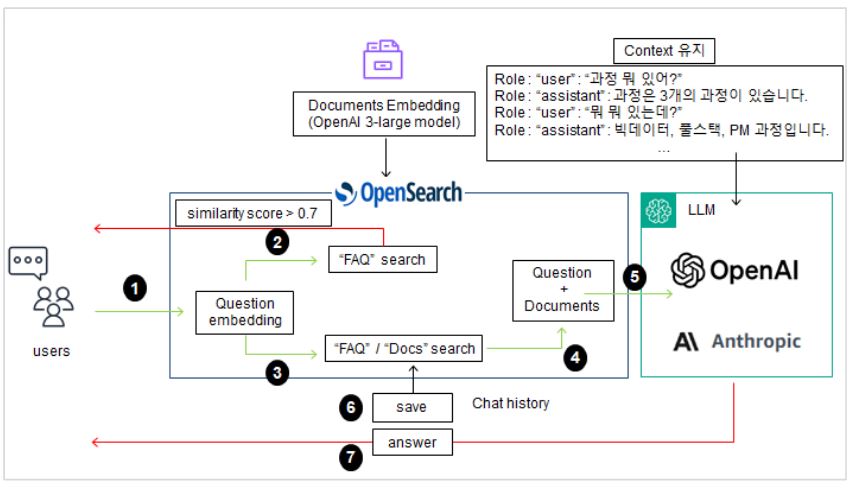 Context 유지
Role: “user”: “과정 뭐 있어?”
Role: “assistant”: 과정은 3개의 과정이 있습니다.
Role: “user”: “뭐 뭐 있는데?”
Role: “assistant”: 빅데이터, 풀스택, PM 과정입니다.
...
Documents Embedding
(OpenAI 3-large model)
OpenSearch
similarity score > 0.7
LLM
2
“FAQ” search
1
Question
embedding
users
Question
+
Documents
5
OpenAI
Anthropic
“FAQ” / “Docs” search
3
4
6
save
Chat history
answer
7